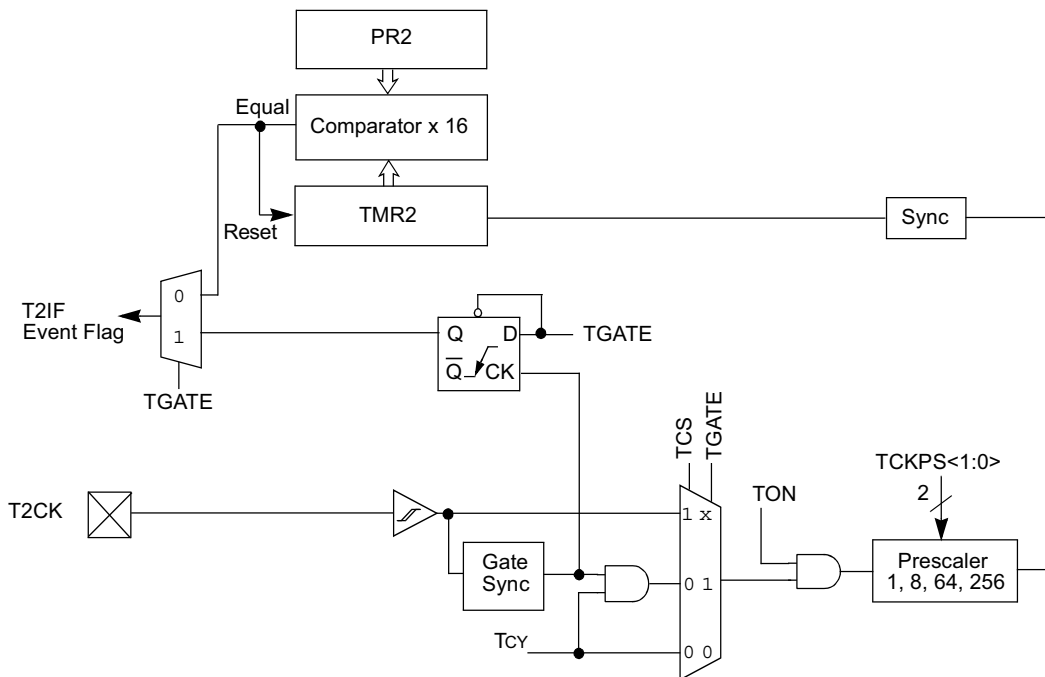 PR2
Equal
Comparator x 16
TMR2
Reset
Sync
T2IF
Event Flag
0
1
TGATE
Q
D
Q̅
CK
TGATE
TCS
TGATE
T2CK
1 x
0 1
0 0
Gate
Sync
TCY
TON
TCKPS<1:0>
2
Prescaler
1, 8, 64, 256